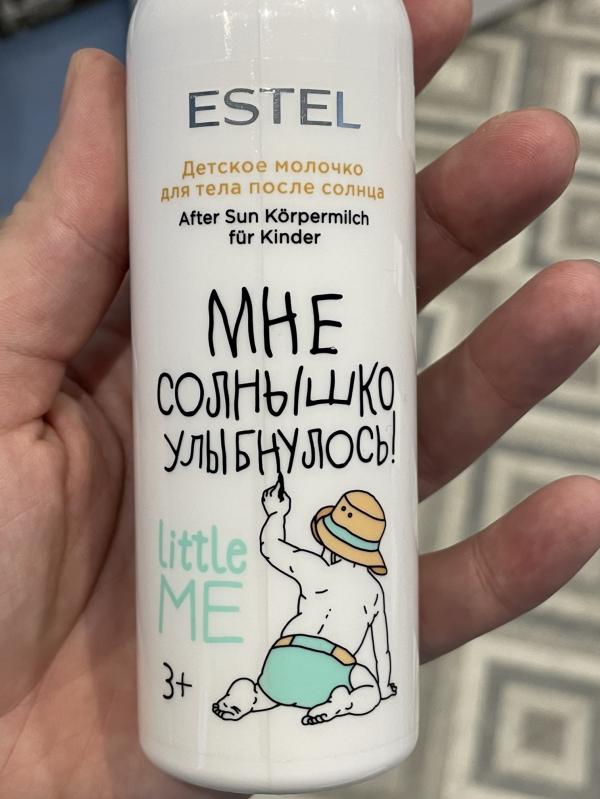 ESTEL
Детское молочко
для тела после солнца
After Sun Körpermilch
für Kinder
МНЕ
СОЛНЫШКО
УЛЫБНУЛОСЬ!
little
ME
3+